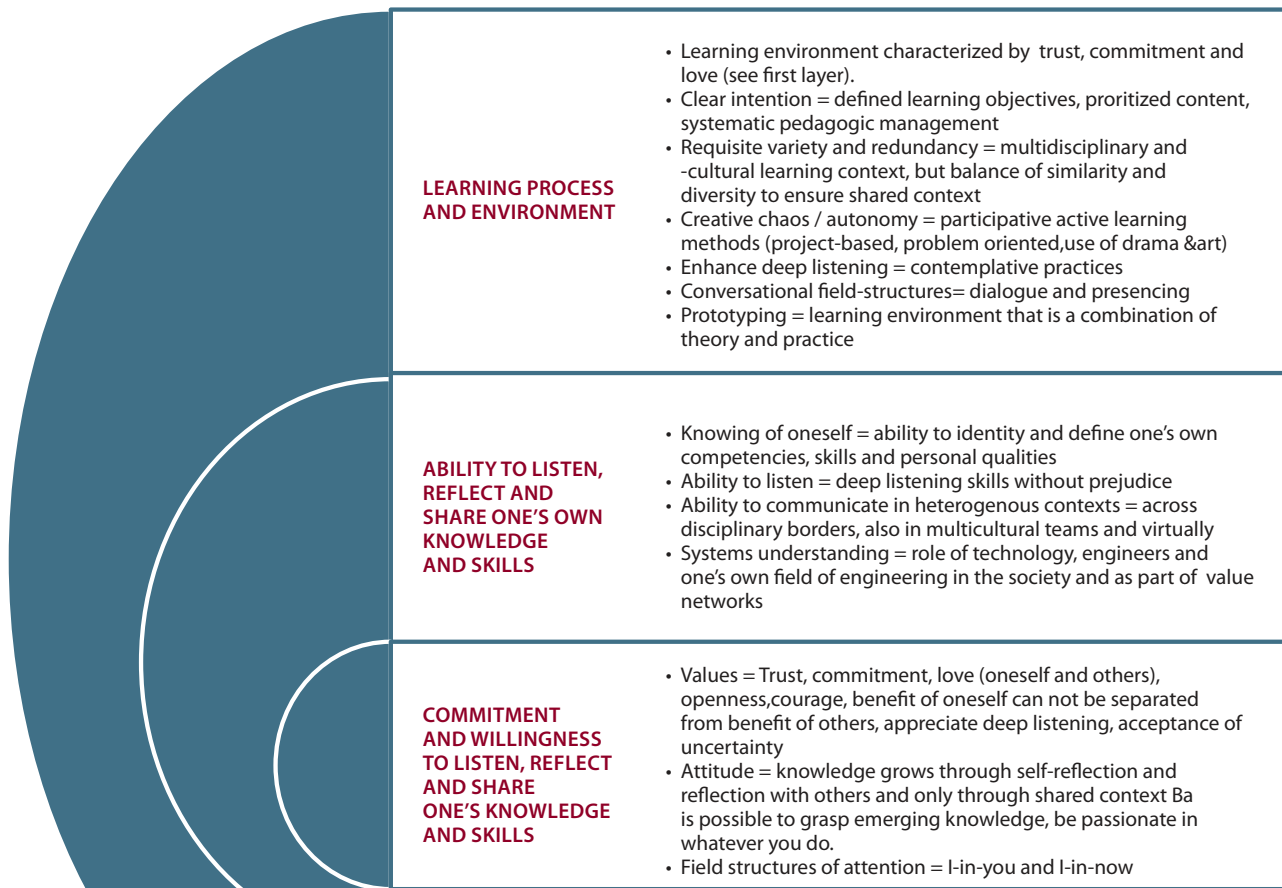 LEARNING PROCESS
AND ENVIRONMENT
• Learning environment characterized by trust, commitment and
love (see first layer).
• Clear intention = defined learning objectives, proritized content,
systematic pedagogic management
• Requisite variety and redundancy = multidisciplinary and
-cultural learning context, but balance of similarity and
diversity to ensure shared context
• Creative chaos / autonomy = participative active learning
methods (project-based, problem oriented,use of drama &art)
• Enhance deep listening = contemplative practices
• Conversational field-structures= dialogue and presencing
• Prototyping = learning environment that is a combination of
theory and practice
ABILITY TO LISTEN,
REFLECT AND
SHARE ONE'S OWN
KNOWLEDGE
AND SKILLS
• Knowing of oneself = ability to identity and define one's own
competencies, skills and personal qualities
• Ability to listen = deep listening skills without prejudice
• Ability to communicate in heterogenous contexts = across
disciplinary borders, also in multicultural teams and virtually
• Systems understanding = role of technology, engineers and
one's own field of engineering in the society and as part of value
networks
COMMITMENT
AND WILLINGNESS
TO LISTEN, REFLECT
AND SHARE
ONE'S KNOWLEDGE
AND SKILLS
• Values = Trust, commitment, love (oneself and others),
openness,courage, benefit of oneself can not be separated
from benefit of others, appreciate deep listening, acceptance of
uncertainty
• Attitude = knowledge grows through self-reflection and
reflection with others and only through shared context Ba
is possible to grasp emerging knowledge, be passionate in
whatever you do.
• Field structures of attention = I-in-you and I-in-now